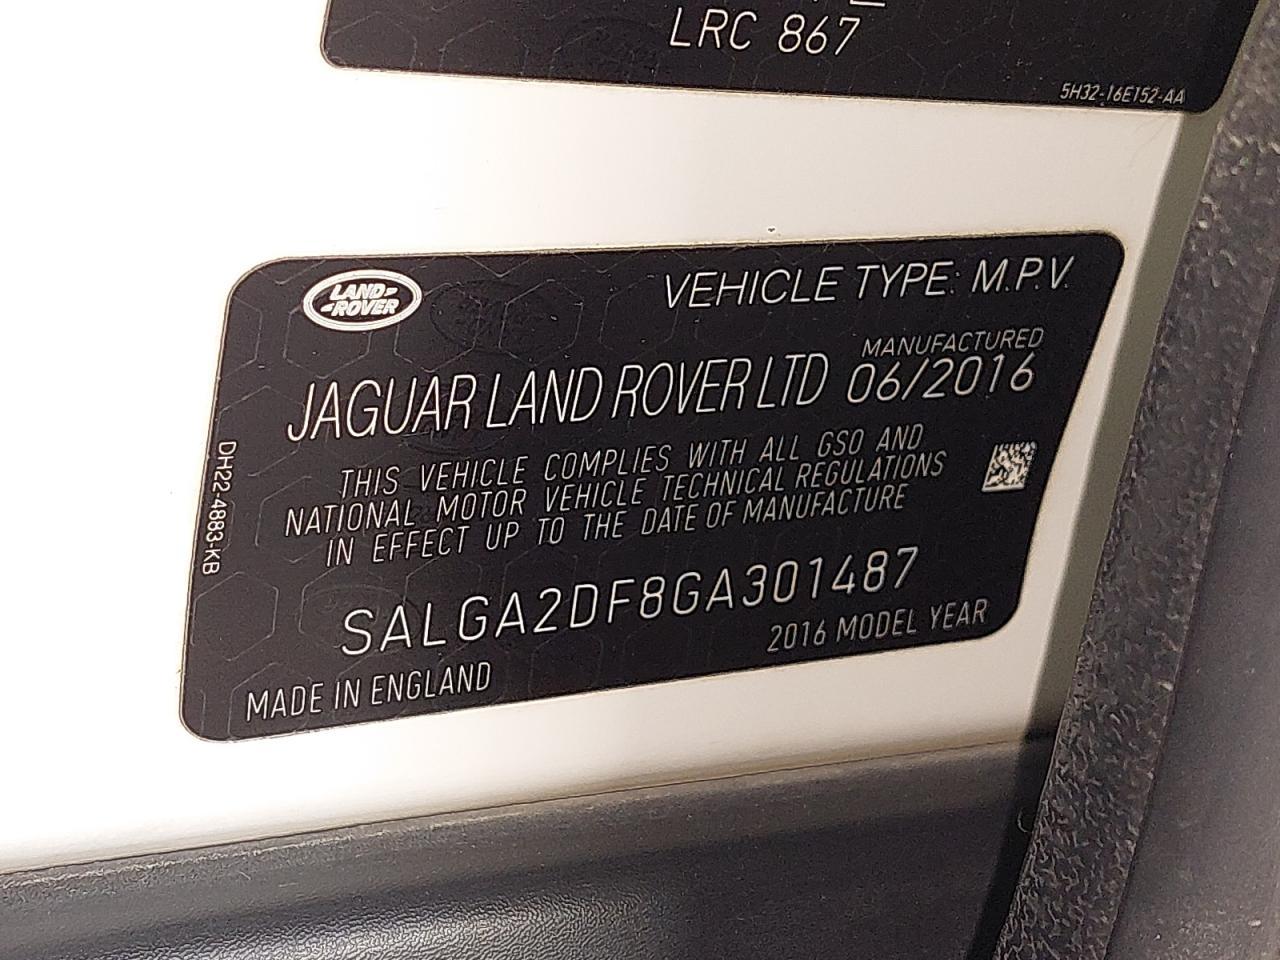 LRC 867
5H32-16E152-AA
LAND-
-ROVER
VEHICLE TYPE: M.P.V.
MANUFACTURED
JAGUAR LAND ROVER LTD 06/2016
THIS VEHICLE COMPLIES WITH ALL GSO AND
NATIONAL MOTOR VEHICLE TECHNICAL REGULATIONS
IN EFFECT UP TO THE DATE OF MANUFACTURE
DH22-4883-KB
SALGA2DF8GA301487
2016 MODEL YEAR
MADE IN ENGLAND